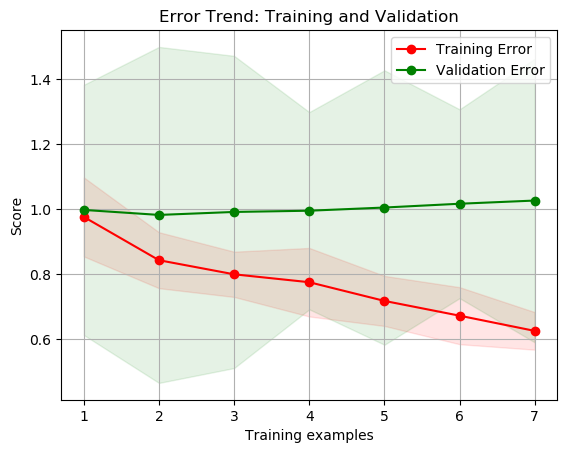 Error Trend: Training and Validation
Training Error
Validation Error
1.4
1.2
1.0
0.8
0.6
Score
1 2 3 4 5 6 7
Training examples